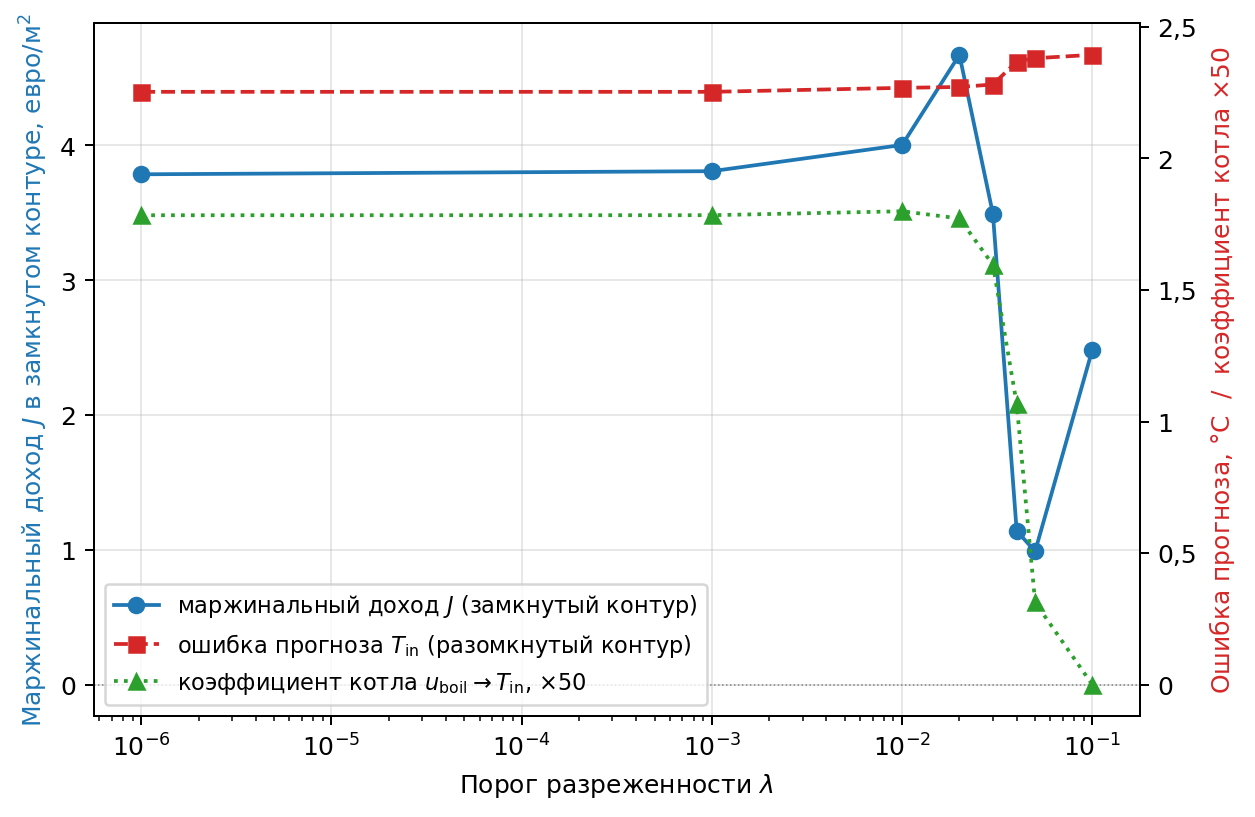 Маржинальный доход J в замкнутом контуре, евро/м²
4
3
2
1
0
2,5
2
1,5
1
0,5
0
Ошибка прогноза, °C / коэффициент котла ×50
маржинальный доход J (замкнутый контур)
ошибка прогноза T_in (разомкнутый контур)
коэффициент котла u_boil → T_in, ×50
10⁻⁶ 10⁻⁵ 10⁻⁴ 10⁻³ 10⁻² 10⁻¹
Порог разреженности λ